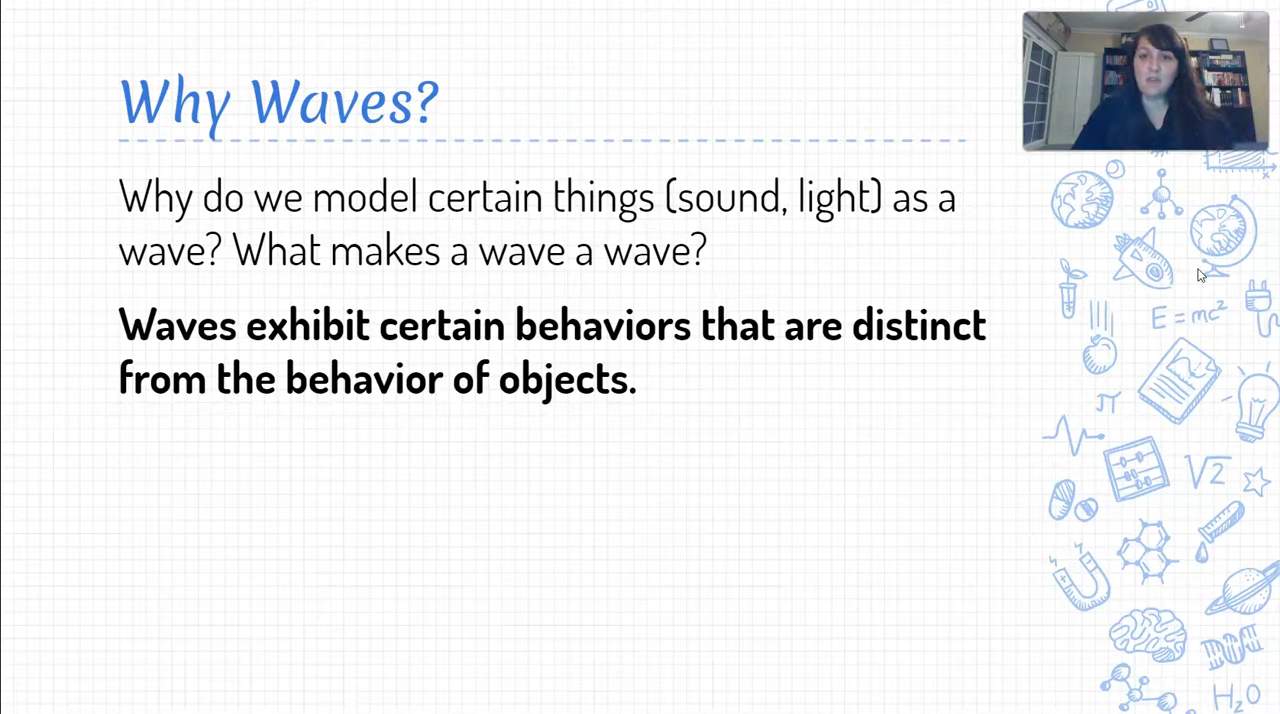 Why Waves?
Why do we model certain things (sound, light) as a
wave? What makes a wave a wave?
Waves exhibit certain behaviors that are distinct
from the behavior of objects.
E=mc²
π
√2
H₂O